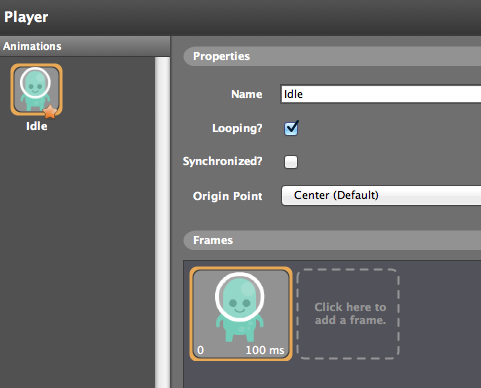 Player
Animations
Idle
Properties
Name Idle
Looping?
Synchronized?
Origin Point Center (Default)
Frames
0 100 ms
Click here to
add a frame.